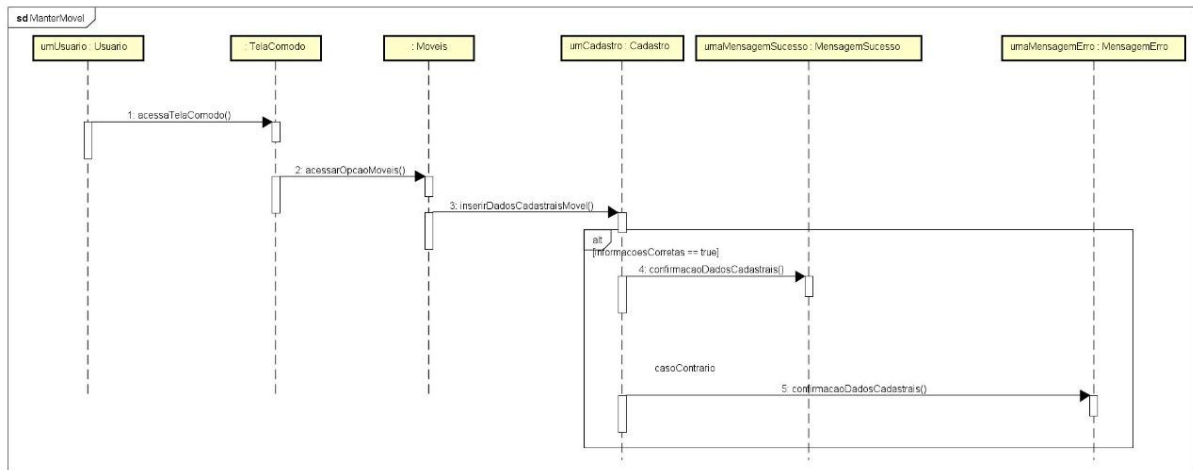 sd ManterMovel
umUsuario : Usuario
: TelaComodo
: Moveis
umCadastro : Cadastro
umaMensagemSucesso : MensagemSucesso
umaMensagemErro : MensagemErro
1: acessaTelaComodo()
2: acessarOpcaoMoveis()
3: inserirDadosCadastraisMovel()
alt
[informacoesCorretas == true]
4: confirmacaoDadosCadastrais()
casoContrario
5: confirmacaoDadosCadastrais()